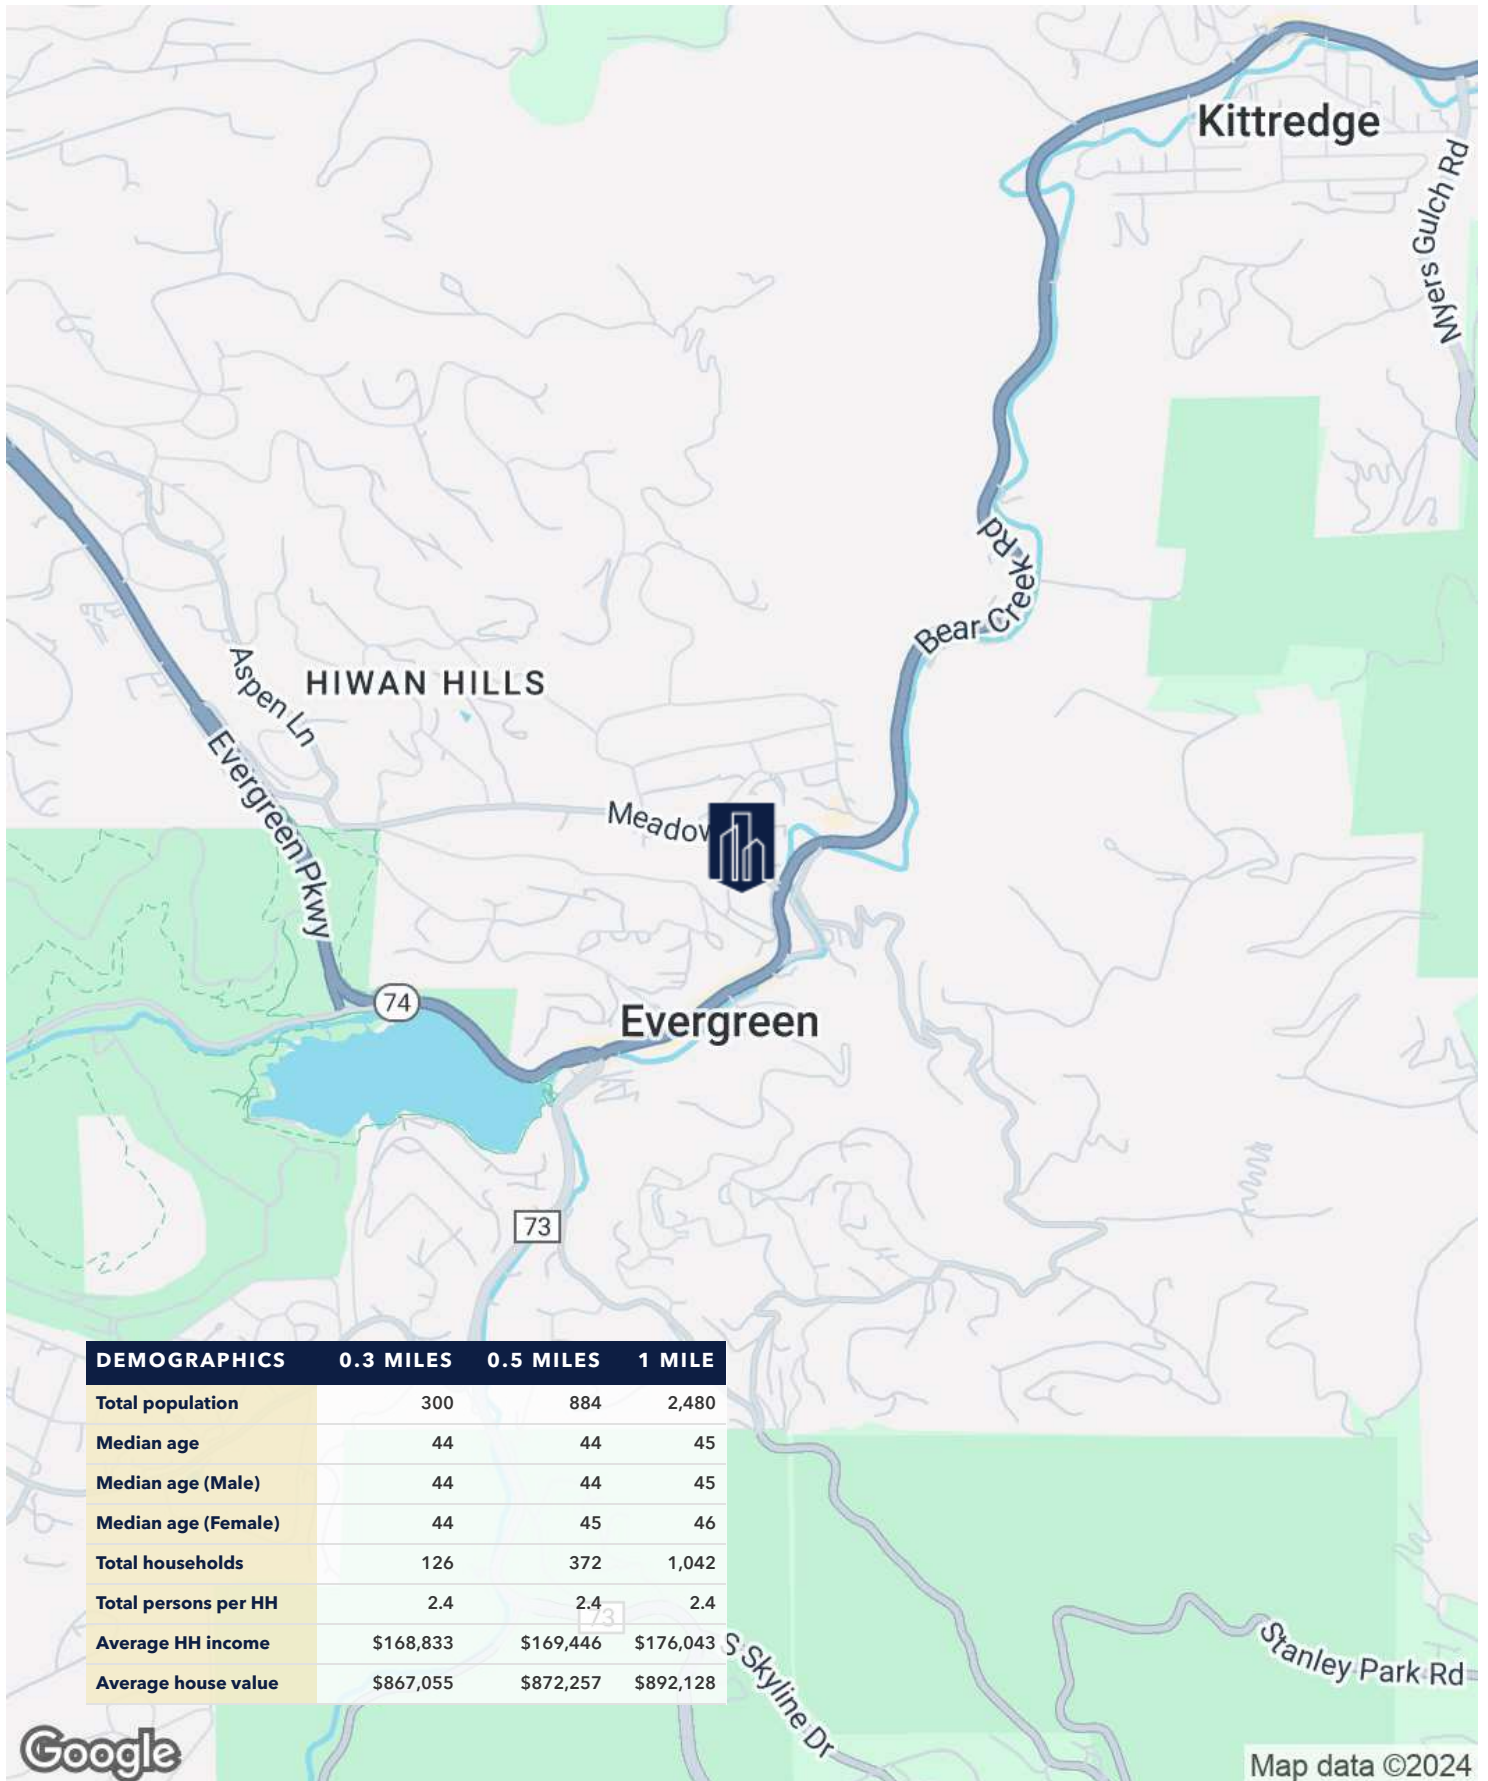 Kittredge
Myers Gulch Rd
Bear Creek Rd
HIWAN HILLS
Aspen Ln
Evergreen Pkwy
Meadow
74
Evergreen
73
DEMOGRAPHICS 0.3 MILES 0.5 MILES 1 MILE
Total population 300 884 2,480
Median age 44 44 45
Median age (Male) 44 44 45
Median age (Female) 44 45 46
Total households 126 372 1,042
Total persons per HH 2.4 2.4 2.4
73
Average HH income $168,833 $169,446 $176,043
Average house value $867,055 $872,257 $892,128
S Skyline Dr
Stanley Park Rd
Google
Map data ©2024